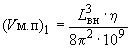 (Vм.п)₁ = L³вн · η / 8π² · 10⁹